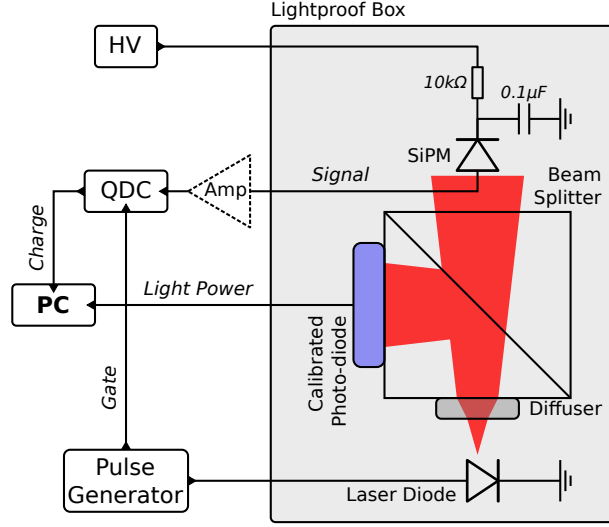 Lightproof Box
HV
10kΩ
0.1μF
SiPM
Beam
Splitter
QDC
Amp
Signal
Charge
PC
Light Power
Calibrated
Photo-diode
Gate
Diffuser
Pulse
Generator
Laser Diode